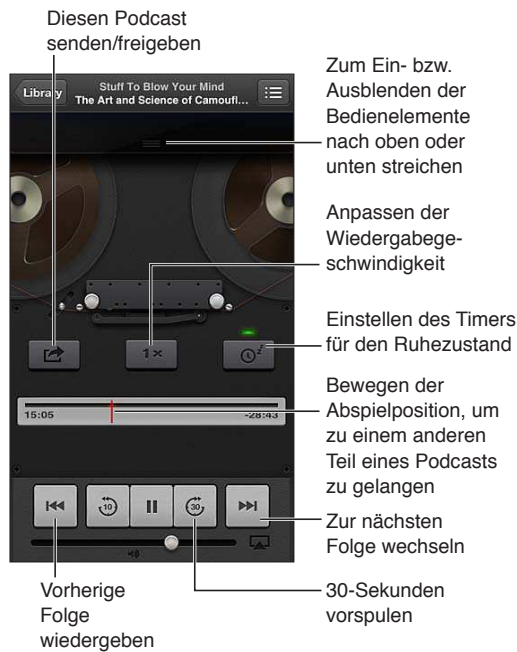 Diesen Podcast
senden/freigeben
Library
Stuff To Blow Your Mind
The Art and Science of Camoufl...
Zum Ein- bzw.
Ausblenden der
Bedienelemente
nach oben oder
unten streichen
Anpassen der
Wiedergabege-
schwindigkeit
1×
Einstellen des Timers
für den Ruhezustand
z
z
15:05
-28:43
Bewegen der
Abspielposition, um
zu einem anderen
Teil eines Podcasts
zu gelangen
10
30
Zur nächsten
Folge wechseln
Vorherige
Folge
wiedergeben
30-Sekunden
vorspulen